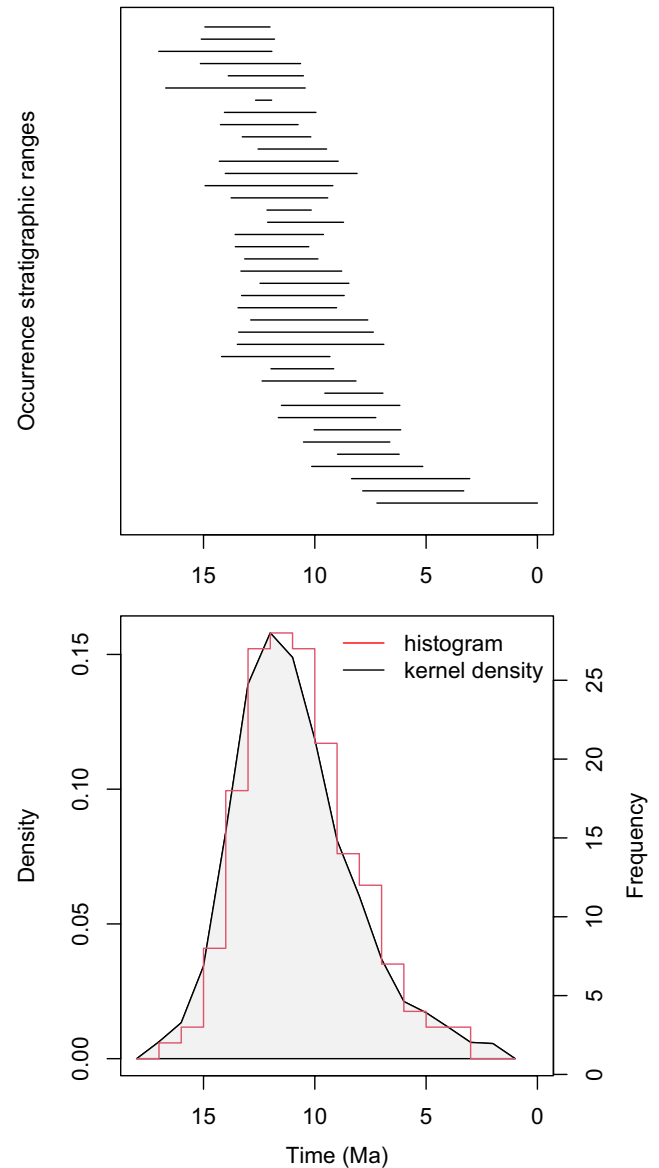 Occurrence stratigraphic ranges
15 10 5 0
histogram
kernel density
Density
0.00 0.05 0.10 0.15
Frequency
0 5 10 15 20 25
15 10 5 0
Time (Ma)